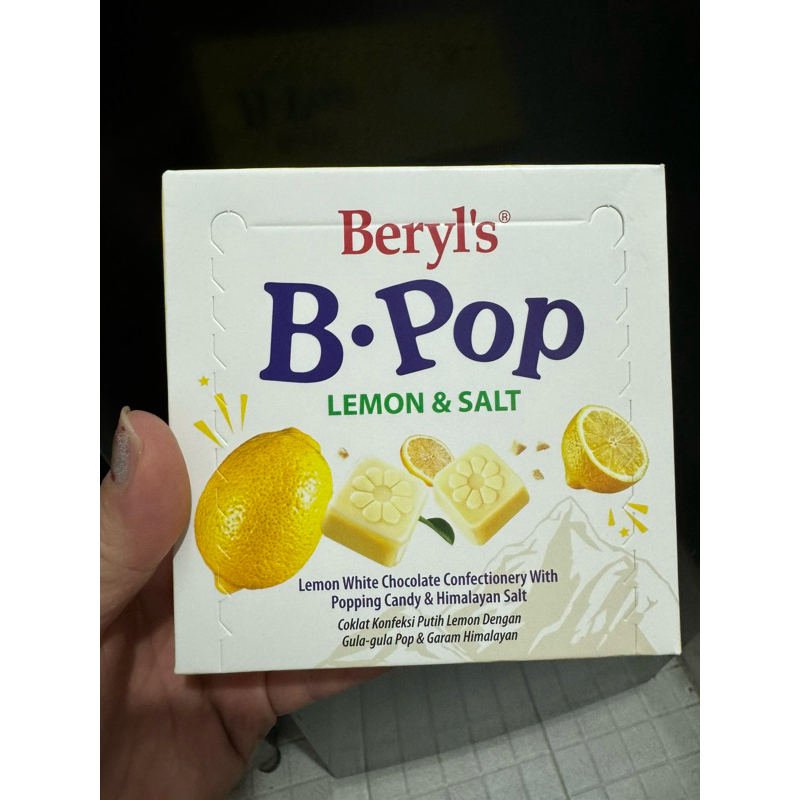 Beryl's®
B·Pop
LEMON & SALT
Lemon White Chocolate Confectionery With
Popping Candy & Himalayan Salt
Coklat Konfeksi Putih Lemon Dengan
Gula-gula Pop & Garam Himalayan